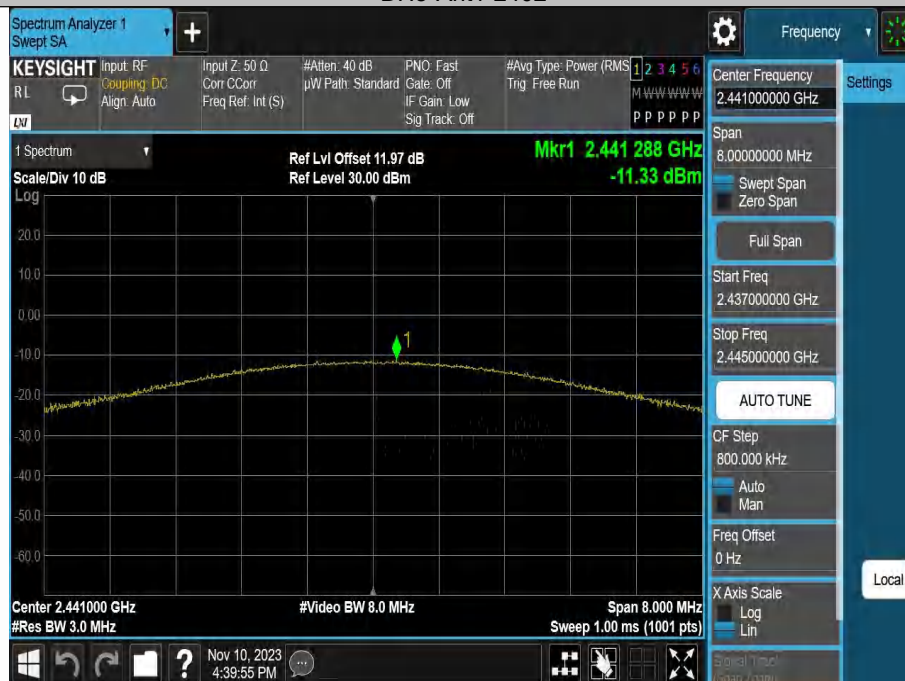 Spectrum Analyzer 1
Swept SA
+
Frequency
KEYSIGHT
RL
LXI
Input: RF
Coupling: DC
Align: Auto
Input Z: 50 Ω
Corr CCorr
Freq Ref: Int (S)
#Atten: 40 dB
µW Path: Standard
PNO: Fast
Gate: Off
IF Gain: Low
Sig Track: Off
#Avg Type: Power (RMS
Trig: Free Run
1 2 3 4 5 6
M W W W W W
P P P P P P
1 Spectrum
Scale/Div 10 dB
Log
Ref Lvl Offset 11.97 dB
Ref Level 30.00 dBm
Mkr1 2.441 288 GHz
-11.33 dBm
20.0
10.0
0.00
-10.0
-20.0
-30.0
-40.0
-50.0
-60.0
1
Center 2.441000 GHz
#Res BW 3.0 MHz
#Video BW 8.0 MHz
Span 8.000 MHz
Sweep 1.00 ms (1001 pts)
Center Frequency
2.441000000 GHz
Settings
Span
8.00000000 MHz
Swept Span
Zero Span
Full Span
Start Freq
2.437000000 GHz
Stop Freq
2.445000000 GHz
AUTO TUNE
CF Step
800.000 kHz
Auto
Man
Freq Offset
0 Hz
Local
X Axis Scale
Log
Lin
?
Nov 10, 2023
4:39:55 PM